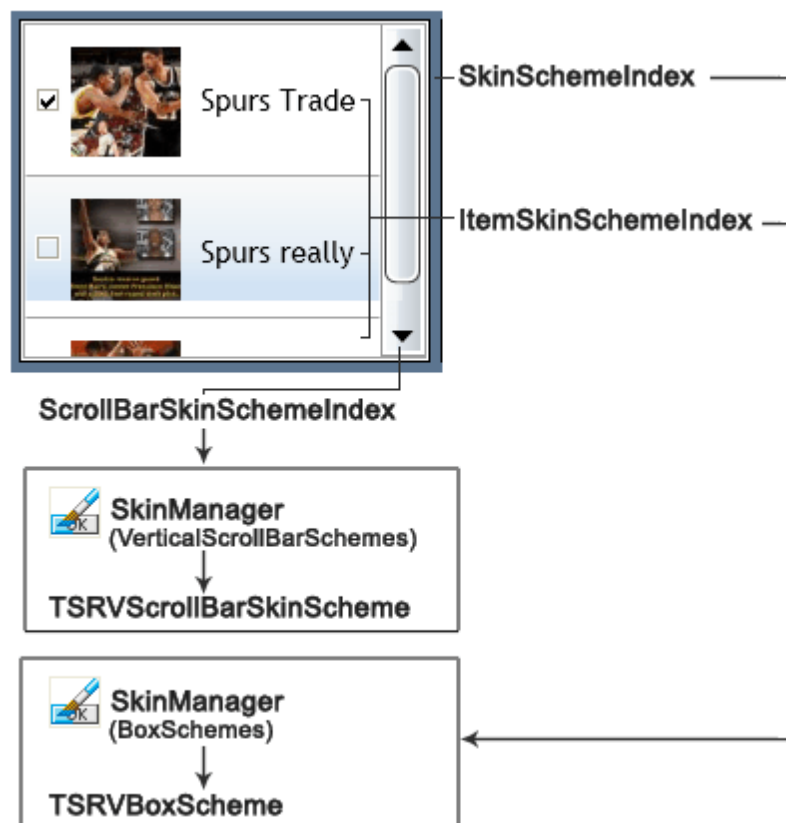 Spurs Trade
SkinSchemeIndex
Spurs really
ItemSkinSchemeIndex
ScrollBarSkinSchemeIndex
SkinManager
(VerticalScrollBarSchemes)
TSRVScrollBarSkinScheme
SkinManager
(BoxSchemes)
TSRVBoxScheme